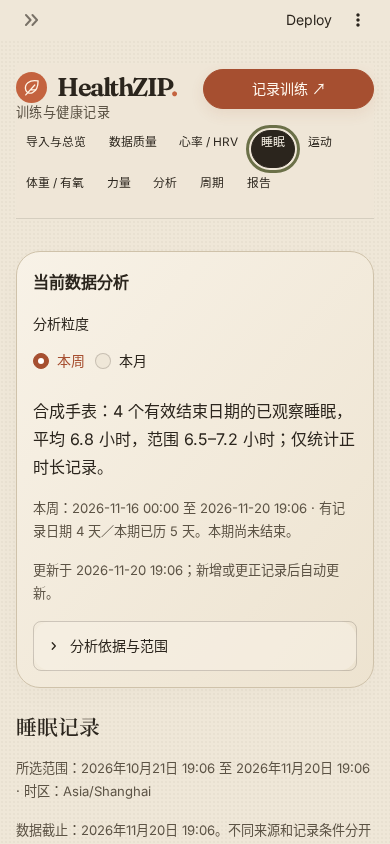 Deploy
HealthZIP.
记录训练 ↗
训练与健康记录
导入与总览 数据质量 心率 / HRV 睡眠 运动
体重 / 有氧 力量 分析 周期 报告
当前数据分析
分析粒度
本周 本月
合成手表：4 个有效结束日期的已观察睡眠，
平均 6.8 小时，范围 6.5–7.2 小时；仅统计正
时长记录。
本周：2026-11-16 00:00 至 2026-11-20 19:06 · 有记
录日期 4 天／本期已历 5 天。本期尚未结束。
更新于 2026-11-20 19:06；新增或更正记录后自动更
新。
分析依据与范围
睡眠记录
所选范围：2026年10月21日 19:06 至 2026年11月20日 19:06
· 时区：Asia/Shanghai
数据截止：2026年11月20日 19:06。不同来源和记录条件分开